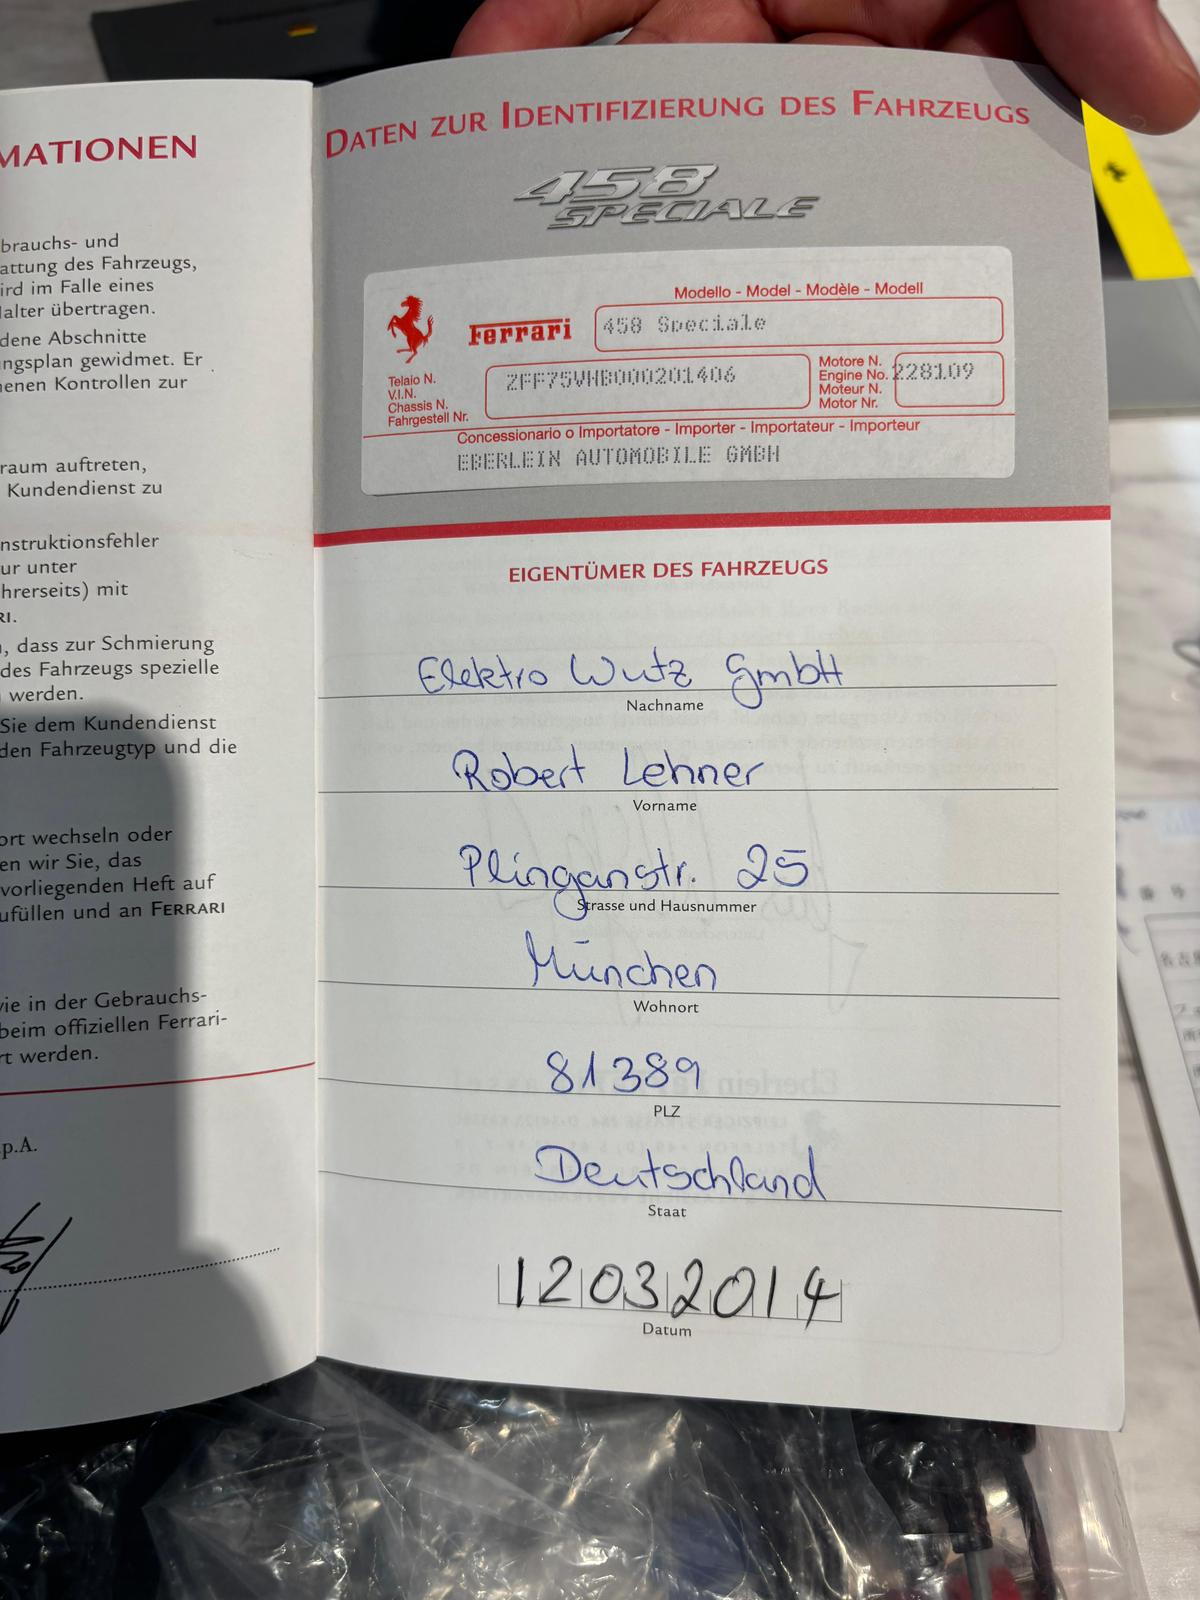 MATIONEN
brauchs- und
attung des Fahrzeugs,
ird im Falle eines
Halter übertragen.
dene Abschnitte
ngsplan gewidmet. Er
nenen Kontrollen zur
raum auftreten,
Kundendienst zu
nstruktionsfehler
ur unter
hrerseits) mit
RI.
, dass zur Schmierung
des Fahrzeugs spezielle
werden.
Sie dem Kundendienst
den Fahrzeugtyp und die
ort wechseln oder
en wir Sie, das
vorliegenden Heft auf
ufüllen und an FERRARI
vie in der Gebrauchs-
beim offiziellen Ferrari-
rt werden.
.p.A.
DATEN ZUR IDENTIFIZIERUNG DES FAHRZEUGS
458
SPECIALE
Modello - Model - Modèle - Modell
Ferrari
458 Speciale
Telaio N.
V.I.N.
Chassis N.
Fahrgestell Nr.
ZFF75VHB000201406
Motore N.
Engine No.
Moteur N.
Motor Nr.
228109
Concessionario o Importatore - Importer - Importateur - Importeur
EBERLEIN AUTOMOBILE GMBH
EIGENTÜMER DES FAHRZEUGS
Elektro Wutz GmbH
Nachname
Robert Lehner
Vorname
Plinganstr. 25
Strasse und Hausnummer
München
Wohnort
81389
PLZ
Deutschland
Staat
12032014
Datum